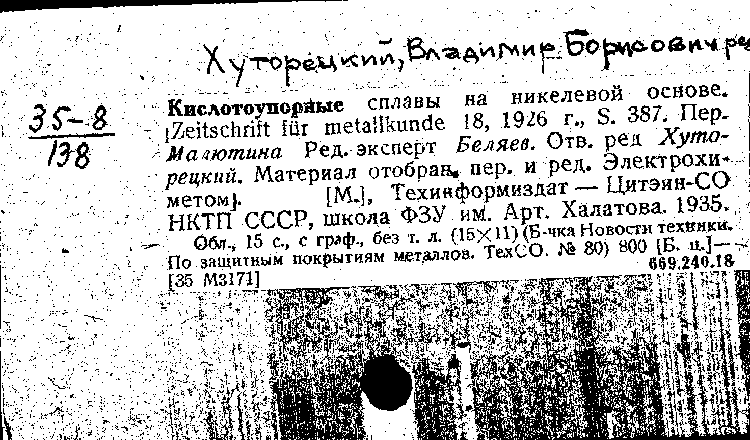 Хуторецкий, Владимир Борисович ред
35-8
138
Кислотоупорные сплавы на никелевой основе.
[Zeitschrift für metallkunde 18, 1926 г., S. 387. Пер.
Малютина Ред. эксперт Беляев. Отв. ред Хуто-
рецкий. Материал отобран, пер. и ред. Электрохи-
метом]. [М.], Техинформиздат — Цитэин-СО
НКТП СССР, школа ФЗУ им. Арт. Халатова. 1935.
Обл., 15 с., с граф., без т. л. (15×11) (Б-чка Новости техники.
По защитным покрытиям металлов. ТехСО. № 80) 800 [Б. ц.]—
[35 М3171] 669.246.18